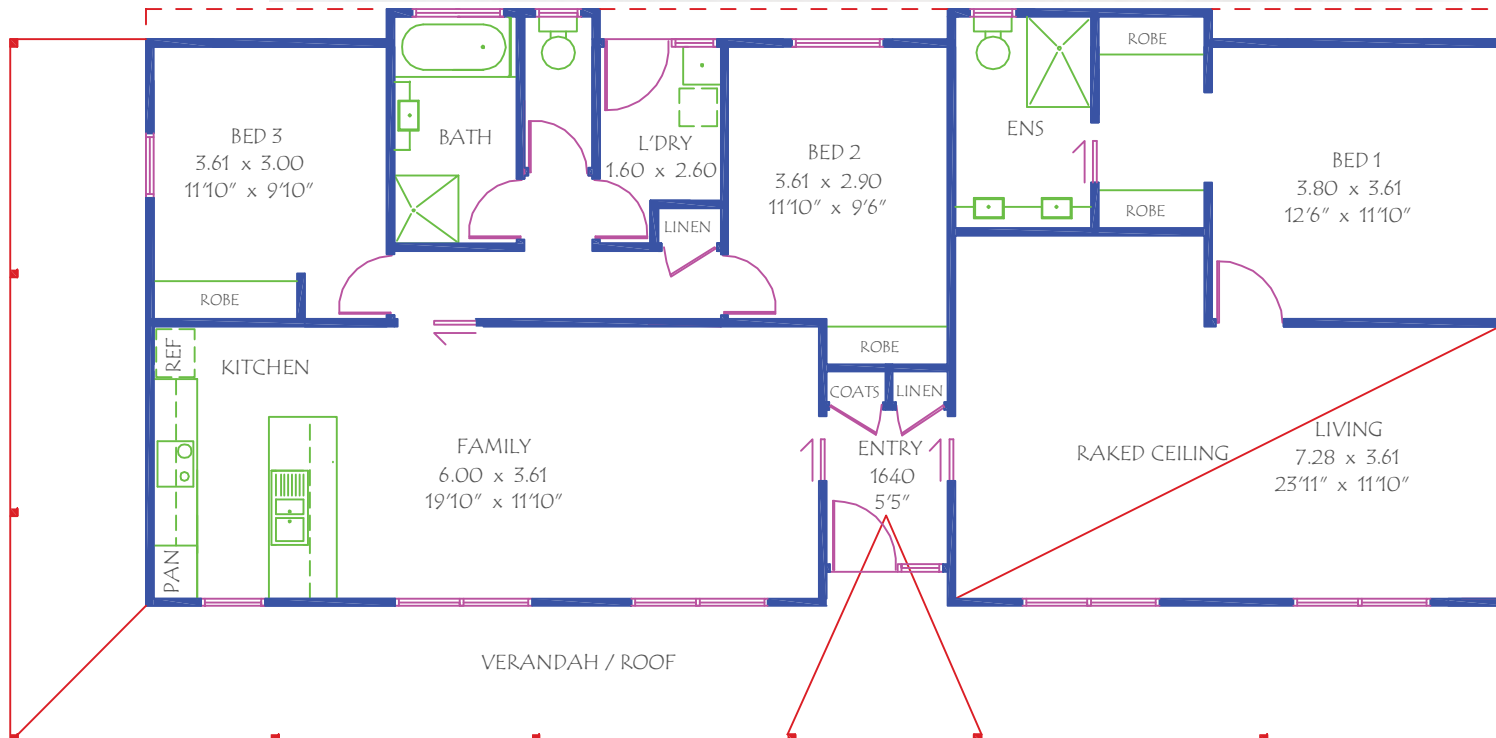 ROBE
BED 3
3.61 x 3.00
11'10" x 9'10"
BATH
L'DRY
1.60 x 2.60
BED 2
3.61 x 2.90
11'10" x 9'6"
ENS
BED 1
3.80 x 3.61
12'6" x 11'10"
ROBE
LINEN
ROBE
REF
KITCHEN
ROBE
COATS
LINEN
FAMILY
6.00 x 3.61
19'10" x 11'10"
ENTRY
1640
5'5"
RAKED CEILING
LIVING
7.28 x 3.61
23'11" x 11'10"
PAN
VERANDAH / ROOF